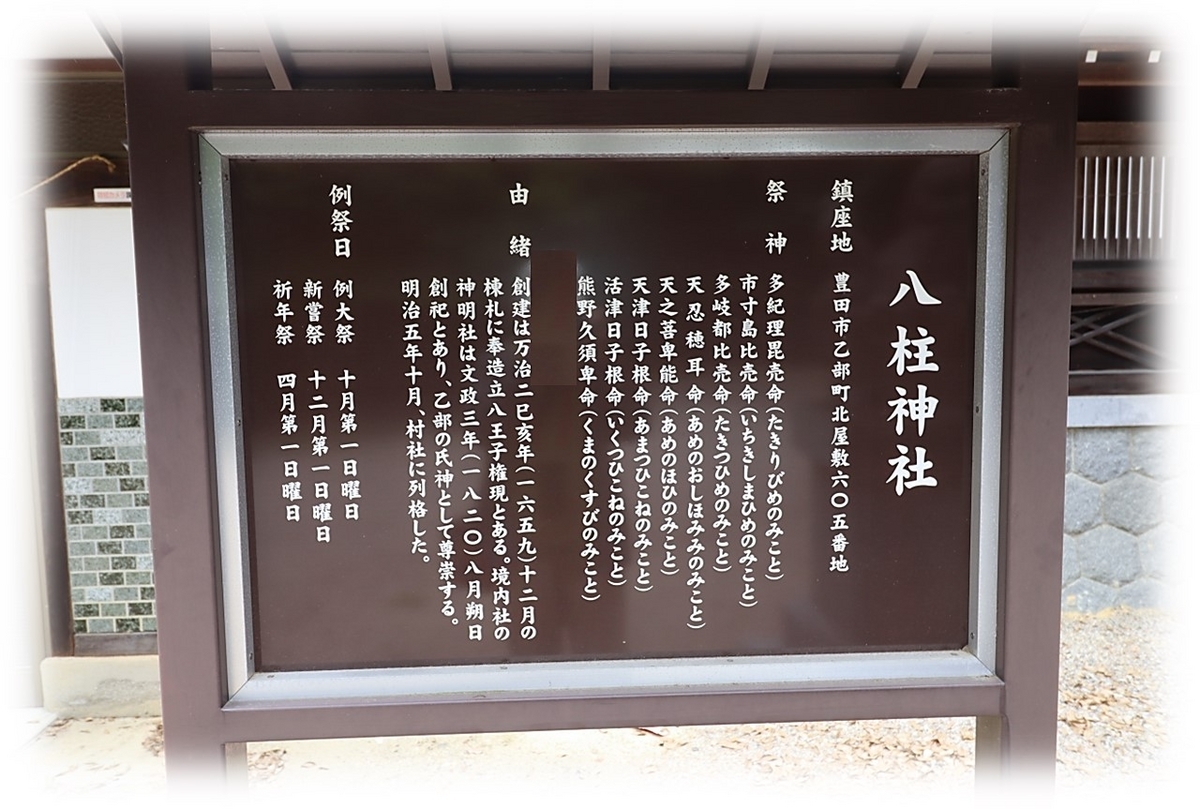 八柱神社
鎮座地 豊田市乙部町北屋敷六〇五番地
祭神 多紀理毘売命(たきりびめのみこと)
市寸島比売命(いちきしまひめのみこと)
多岐都比売命(たきつひめのみこと)
天忍穂耳命(あめのおしほみみのみこと)
天之菩卑能命(あめのほひのみこと)
天津日子根命(あまつひこねのみこと)
活津日子根命(いくつひこねのみこと)
熊野久須卑命(くまのくすびのみこと)
由緒 創建は万治二巳亥年(一六五九)十二月の
棟札に奉造立八王子権現とある。境内社の
神明社は文政三年(一八二〇)八月朔日
創祀とあり、乙部の氏神として尊崇する。
明治五年十月、村社に列格した。
例祭日 例大祭 十月第一日曜日
新嘗祭 十二月第一日曜日
祈年祭 四月第一日曜日